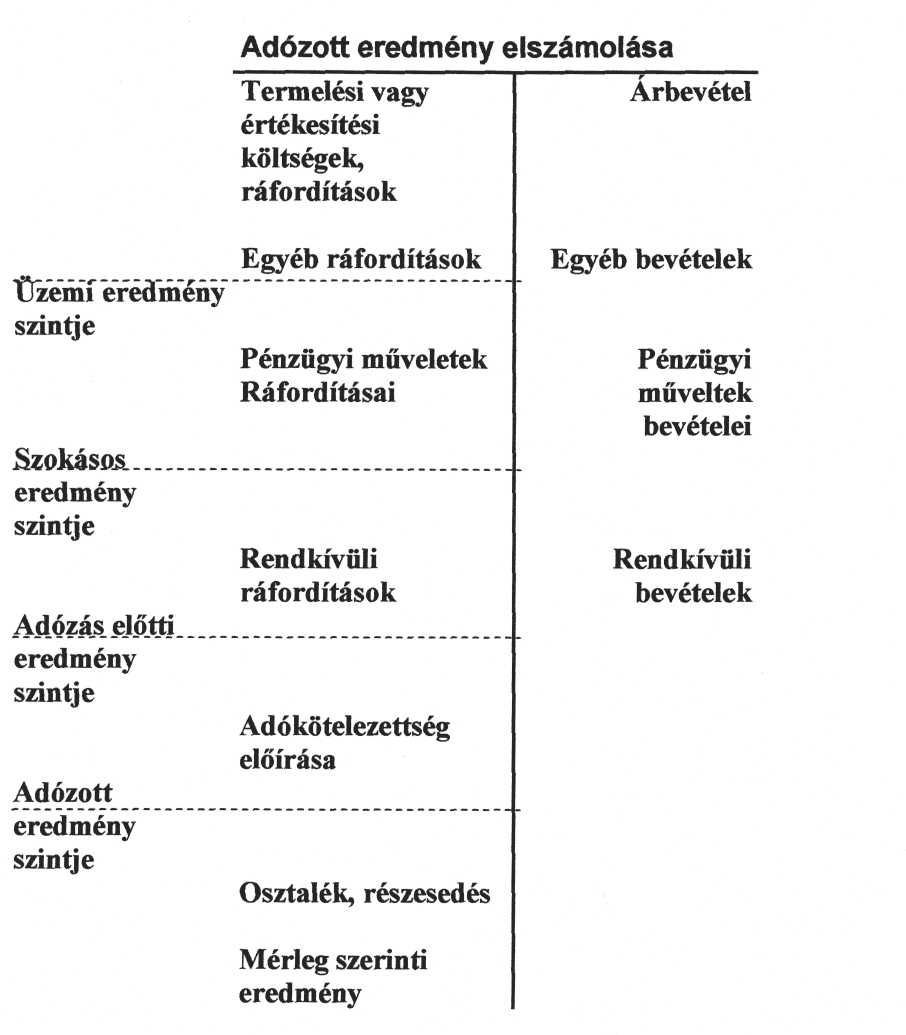 Adózott eredmény elszámolása
Termelési vagy Árbevétel
értékesítési
költségek,
ráfordítások
Egyéb ráfordítások Egyéb bevételek
Üzemi eredmény
szintje
Pénzügyi műveletek Pénzügyi
Ráfordításai műveltek
bevételei
Szokásos
eredmény
szintje
Rendkívüli Rendkívüli
ráfordítások bevételek
Adózás előtti
eredmény
szintje
Adókötelezettség
előírása
Adózott
eredmény
szintje
Osztalék, részesedés
Mérleg szerinti
eredmény